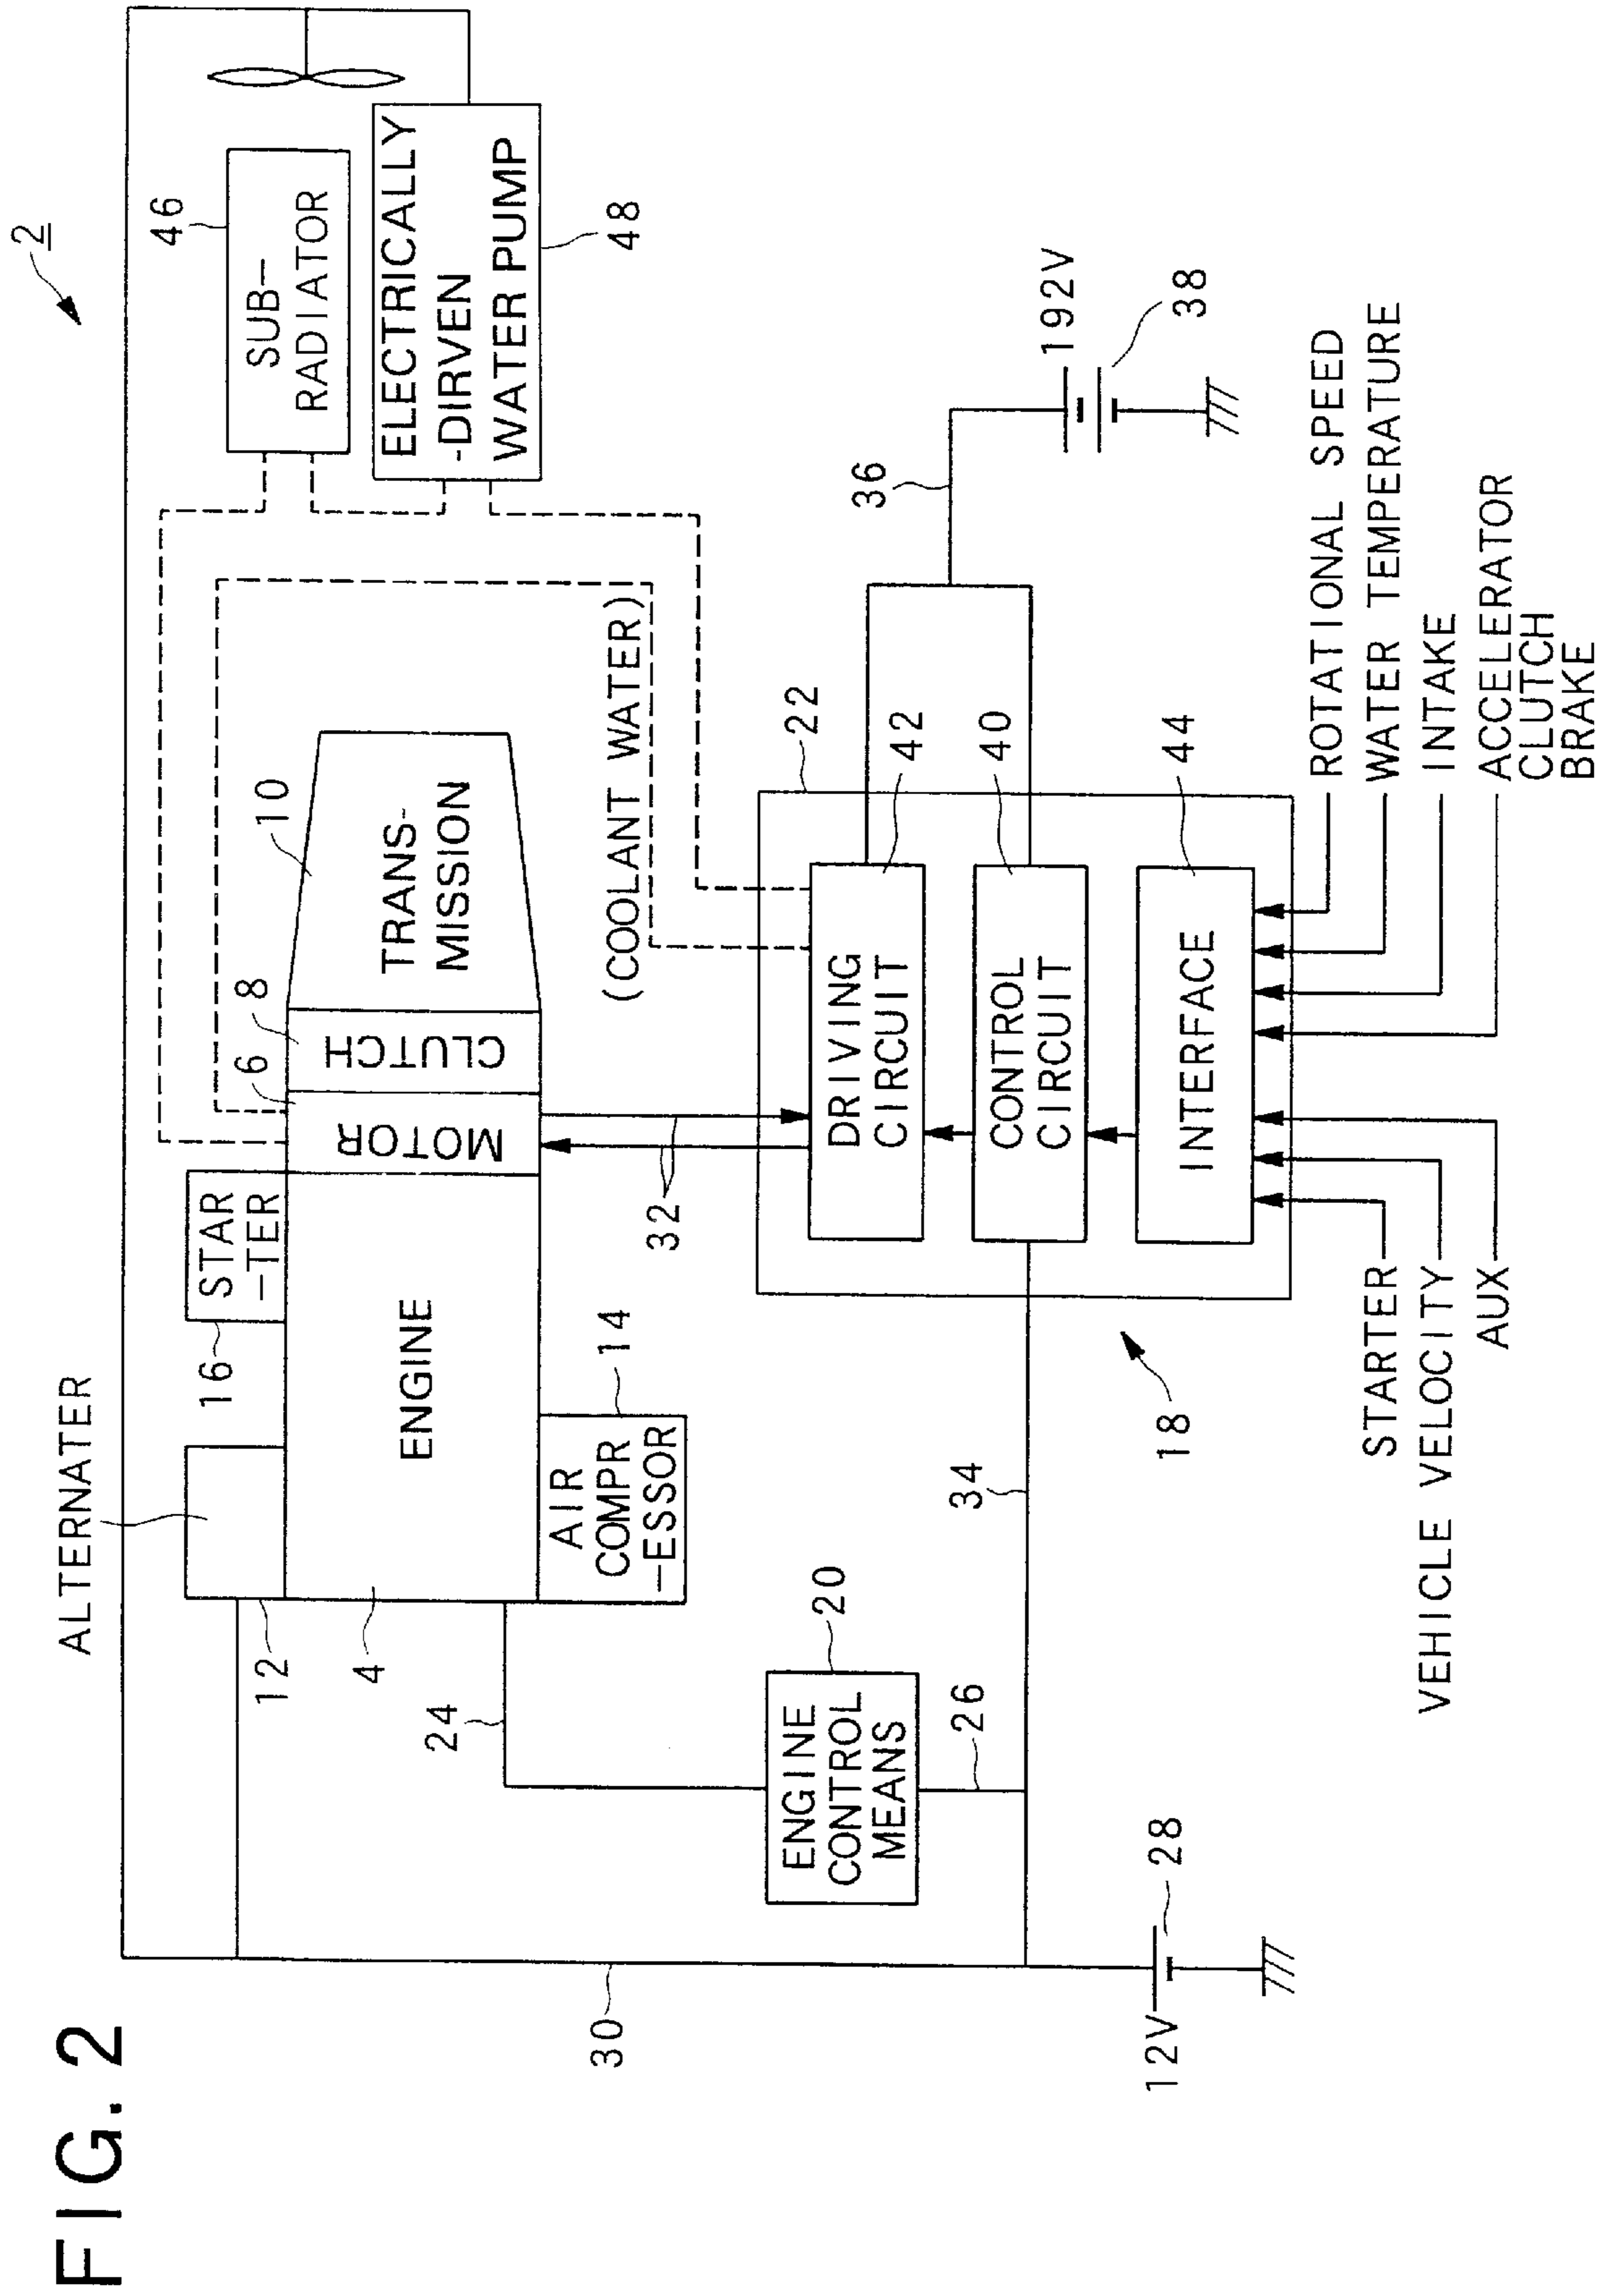 FIG. 2
2
ALTERNATER
12
16
STAR
-TER
6
8
10
46
SUB-
RADIATOR
ELECTRICALLY
-DIRVEN
WATER PUMP
48
4
ENGINE
MOTOR
CLUTCH
TRANS-
MISSION
AIR
COMPR
-ESSOR
14
24
32
(COOLANT WATER)
30
20
ENGINE
CONTROL
MEANS
26
34
18
22
DRIVING
CIRCUIT
42
CONTROL
CIRCUIT
40
INTERFACE
44
36
192V
38
12V
28
STARTER
VEHICLE VELOCITY
AUX
ROTATIONAL SPEED
WATER TEMPERATURE
INTAKE
ACCELERATOR
CLUTCH
BRAKE